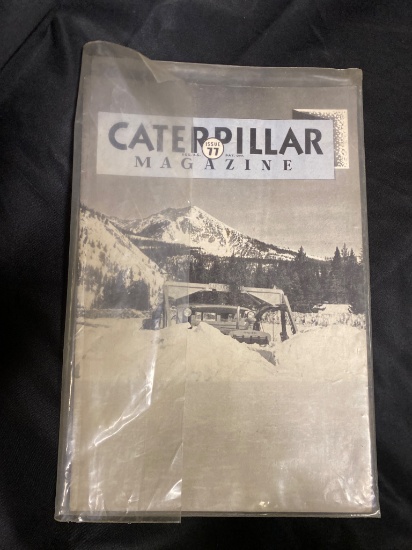 CATERPILLAR
ISSUE
77
MAGAZINE